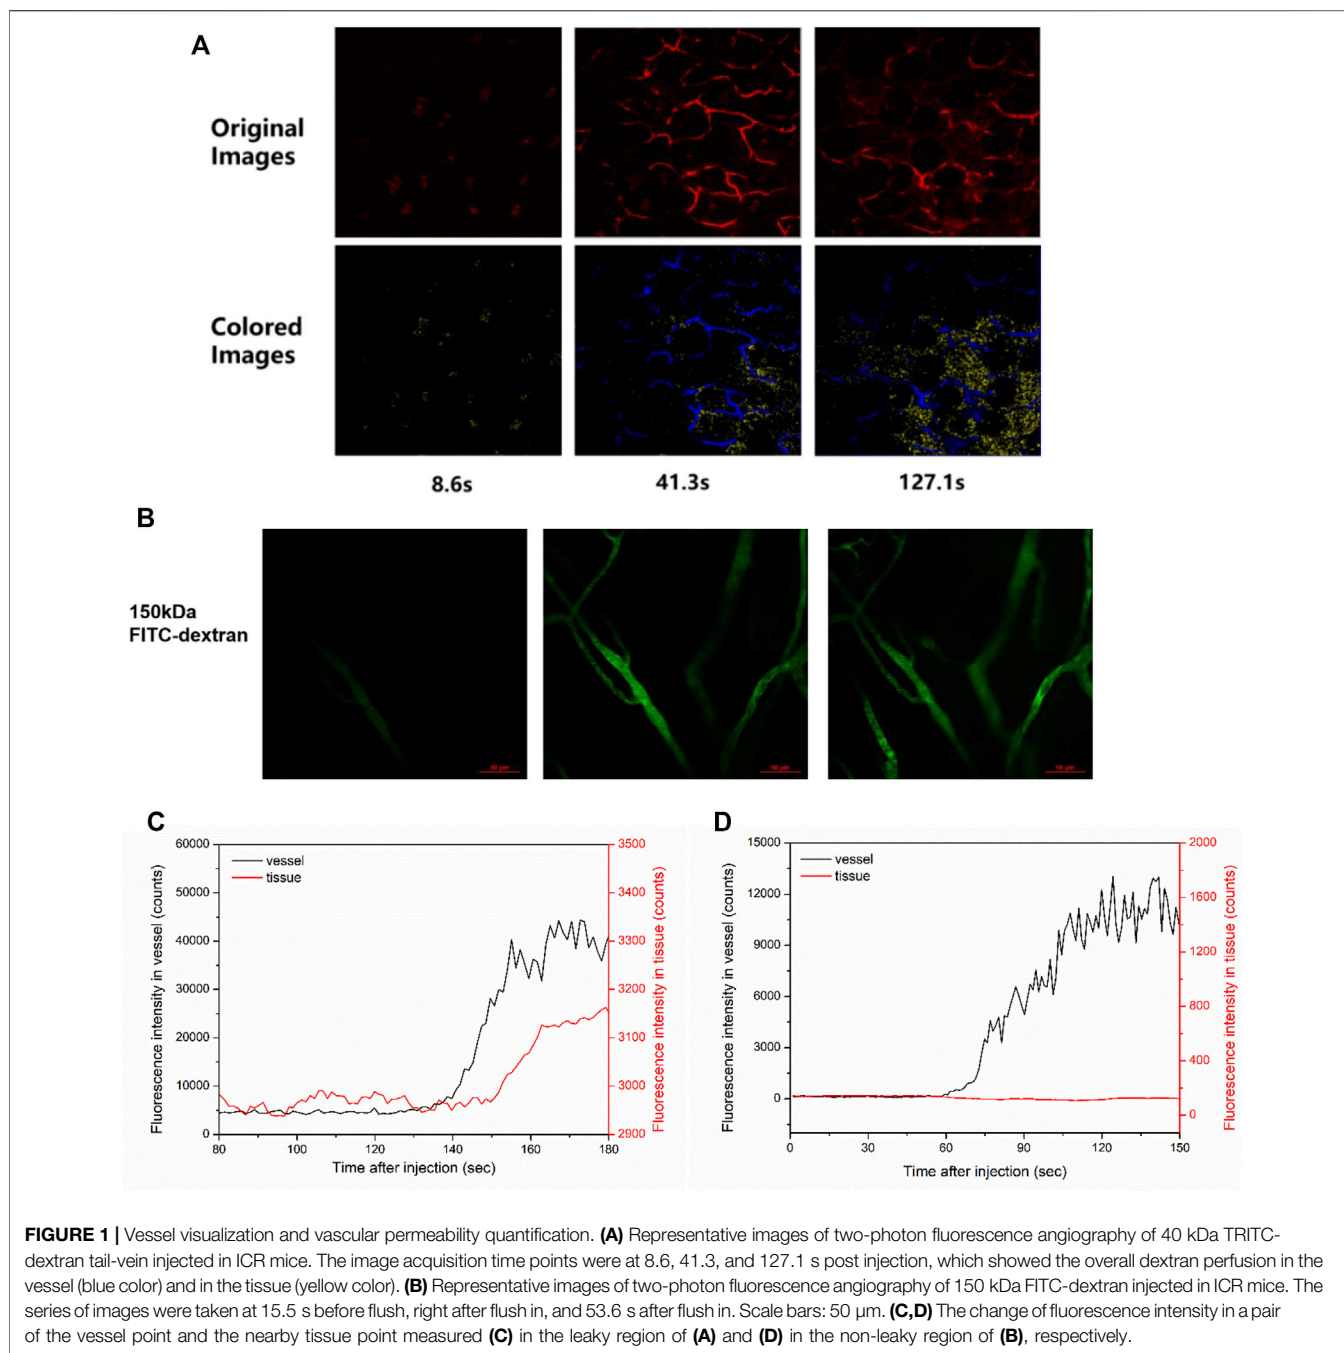 A
Original
Images
Colored
Images
8.6s
41.3s
127.1s
B
150kDa
FITC-dextran
50 µm
50 µm
50 µm
C
60000
50000
40000
30000
20000
10000
0
Fluorescence intensity in vessel (counts)
vessel
tissue
3500
3400
3300
3200
3100
3000
2900
Fluorescence intensity in tissue (counts)
80
100
120
140
160
180
Time after injection (sec)
D
15000
12000
9000
6000
3000
0
Fluorescence intensity in vessel (counts)
vessel
tissue
2000
1600
1200
800
400
0
Fluorescence intensity in tissue (counts)
0
30
60
90
120
150
Time after injection (sec)
FIGURE 1 | Vessel visualization and vascular permeability quantification. (A) Representative images of two-photon fluorescence angiography of 40 kDa TRITC-
dextran tail-vein injected in ICR mice. The image acquisition time points were at 8.6, 41.3, and 127.1 s post injection, which showed the overall dextran perfusion in the
vessel (blue color) and in the tissue (yellow color). (B) Representative images of two-photon fluorescence angiography of 150 kDa FITC-dextran injected in ICR mice. The
series of images were taken at 15.5 s before flush, right after flush in, and 53.6 s after flush in. Scale bars: 50 µm. (C,D) The change of fluorescence intensity in a pair
of the vessel point and the nearby tissue point measured (C) in the leaky region of (A) and (D) in the non-leaky region of (B), respectively.